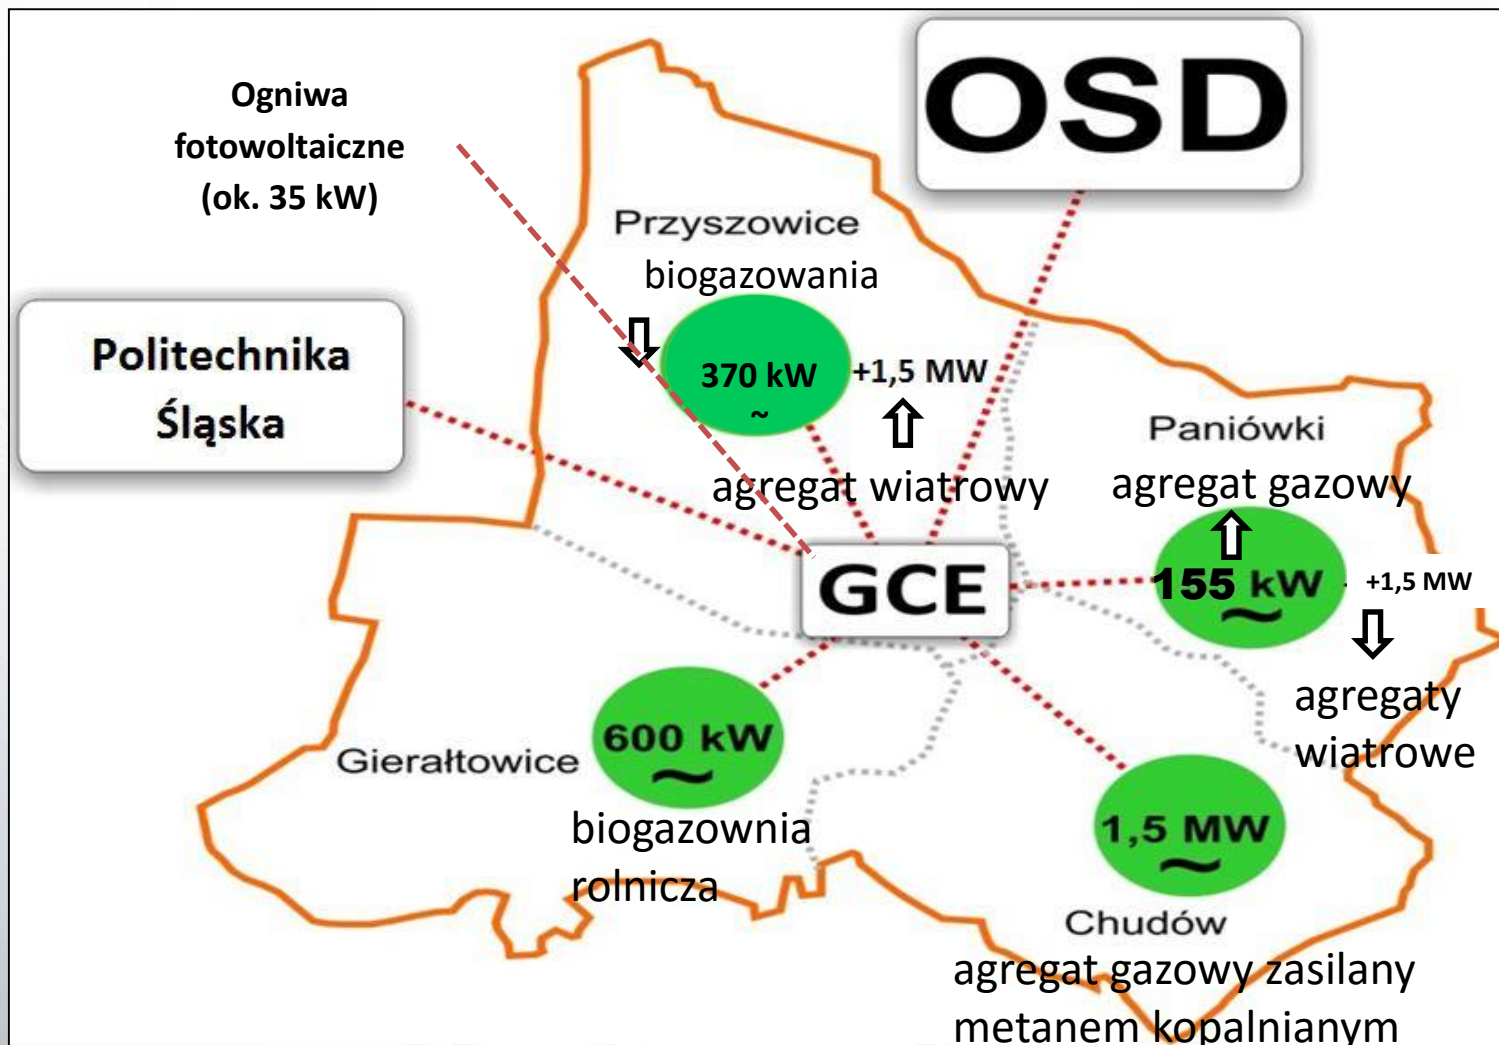 Ogniwa
fotowoltaiczne
(ok. 35 kW)
OSD
Przyszowice
biogazowania
370 kW
~
+1,5 MW
agregat wiatrowy
Politechnika
Śląska
Paniówki
agregat gazowy
155 kW
~
+1,5 MW
agregaty
wiatrowe
GCE
Gierałtowice
600 kW
~
biogazownia
rolnicza
1,5 MW
~
Chudów
agregat gazowy zasilany
metanem kopalnianym